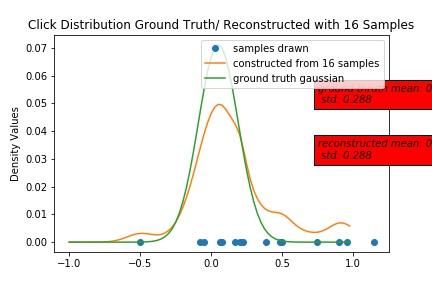 Click Distribution Ground Truth/ Reconstructed with 16 Samples
samples drawn
constructed from 16 samples
ground truth gaussian
mean: 0
std: 0.288
reconstructed mean: 0
std: 0.288
Density Values
0.07
0.06
0.05
0.04
0.03
0.02
0.01
0.00
−1.0
−0.5
0.0
0.5
1.0